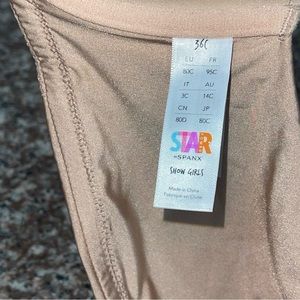 36C
EU FR
80C 95C
IT AU
3C 14C
CN JP
80D 80C
STAR
BY SPANX
SHOW GIRLS
Made in China
Fabriqué en Chine